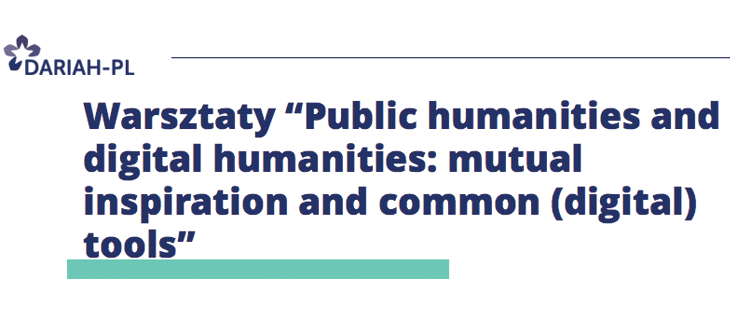 DARIAH-PL
Warsztaty “Public humanities and
digital humanities: mutual
inspiration and common (digital)
tools”